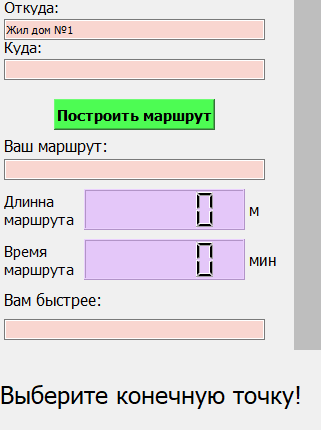 Откуда:
Жил дом №1
Куда:
Построить маршрут
Ваш маршрут:
Длинна
маршрута
0
м
Время
маршрута
0
мин
Вам быстрее:
Выберите конечную точку!